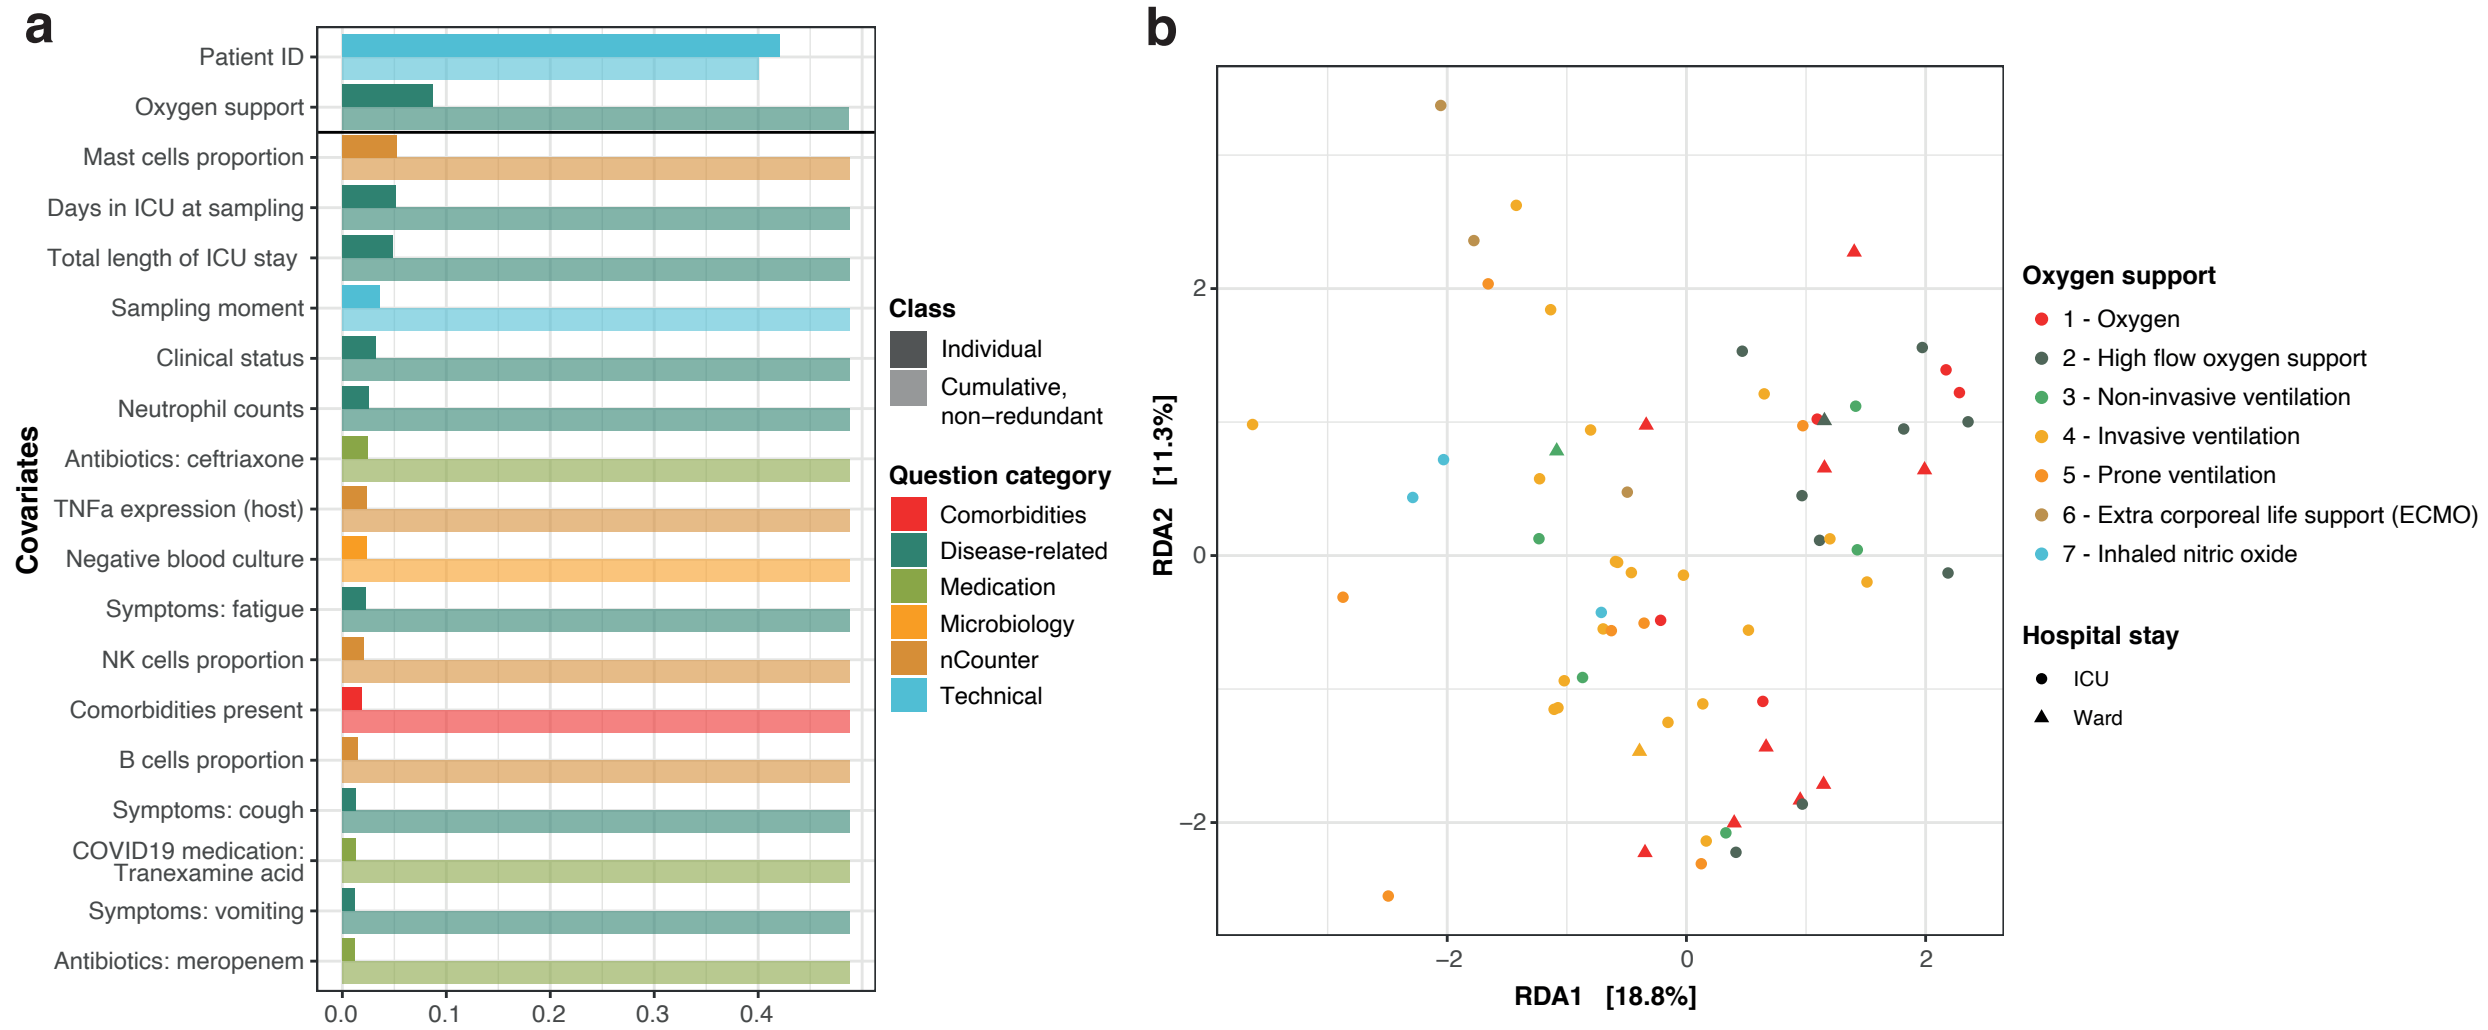 a
Covariates
Patient ID
Oxygen support
Mast cells proportion
Days in ICU at sampling
Total length of ICU stay
Sampling moment
Clinical status
Neutrophil counts
Antibiotics: ceftriaxone
TNFa expression (host)
Negative blood culture
Symptoms: fatigue
NK cells proportion
Comorbidities present
B cells proportion
Symptoms: cough
COVID19 medication:
Tranexamine acid
Symptoms: vomiting
Antibiotics: meropenem
0.0 0.1 0.2 0.3 0.4
Class
Individual
Cumulative,
non−redundant
Question category
Comorbidities
Disease-related
Medication
Microbiology
nCounter
Technical
b
RDA2 [11.3%]
2
0
−2
−2 0 2
RDA1 [18.8%]
Oxygen support
1 - Oxygen
2 - High flow oxygen support
3 - Non-invasive ventilation
4 - Invasive ventilation
5 - Prone ventilation
6 - Extra corporeal life support (ECMO)
7 - Inhaled nitric oxide
Hospital stay
ICU
Ward